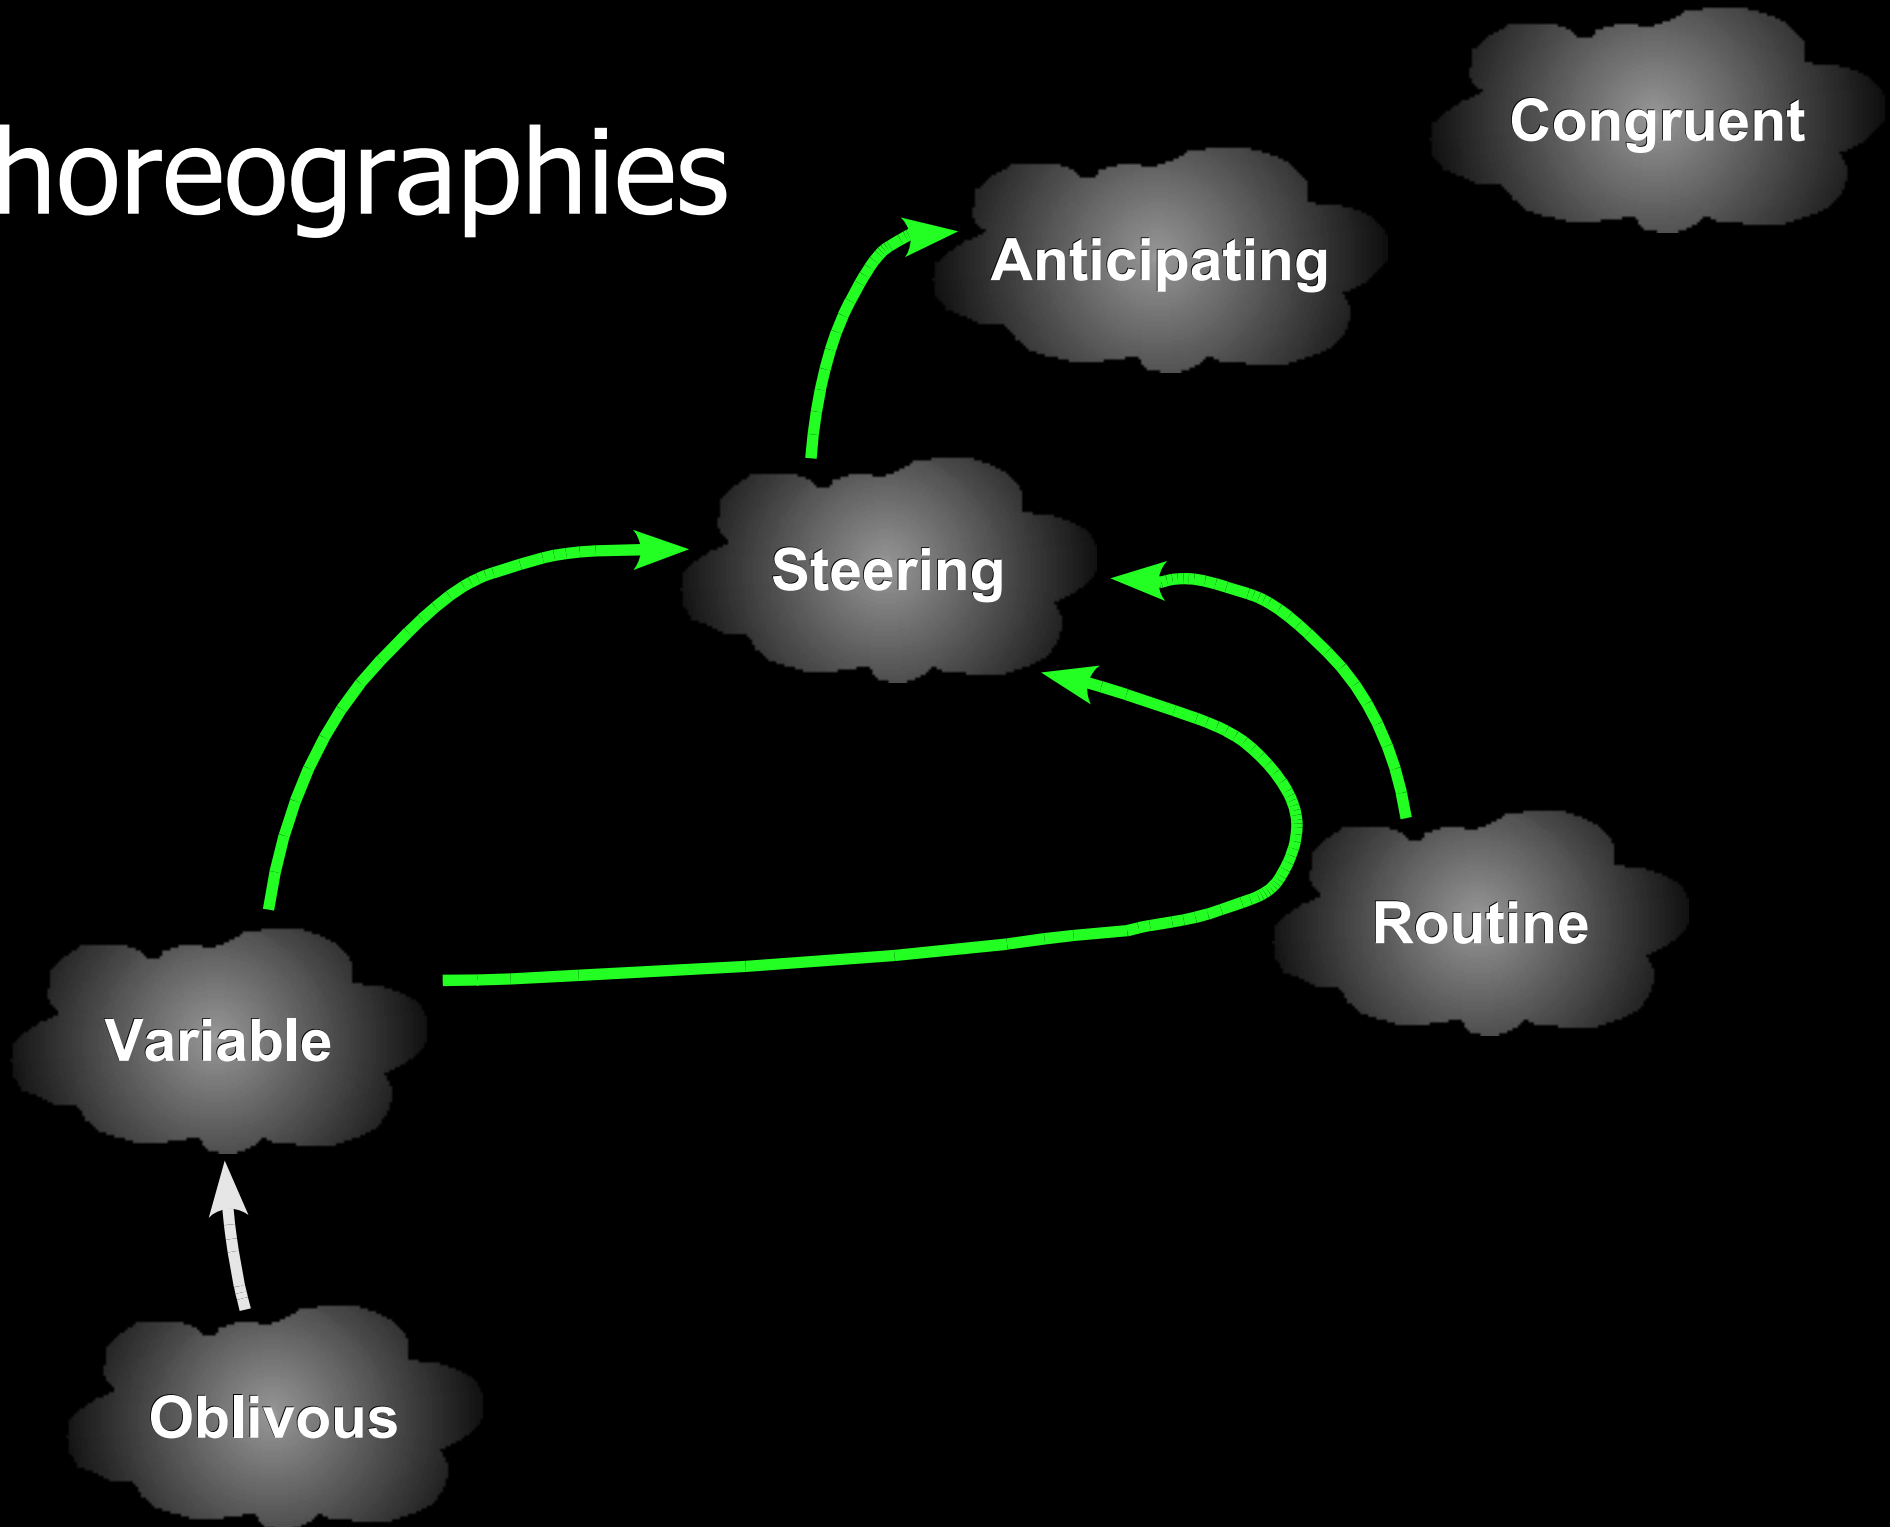 horeographies
Congruent
Anticipating
Steering
Routine
Variable
Oblivous